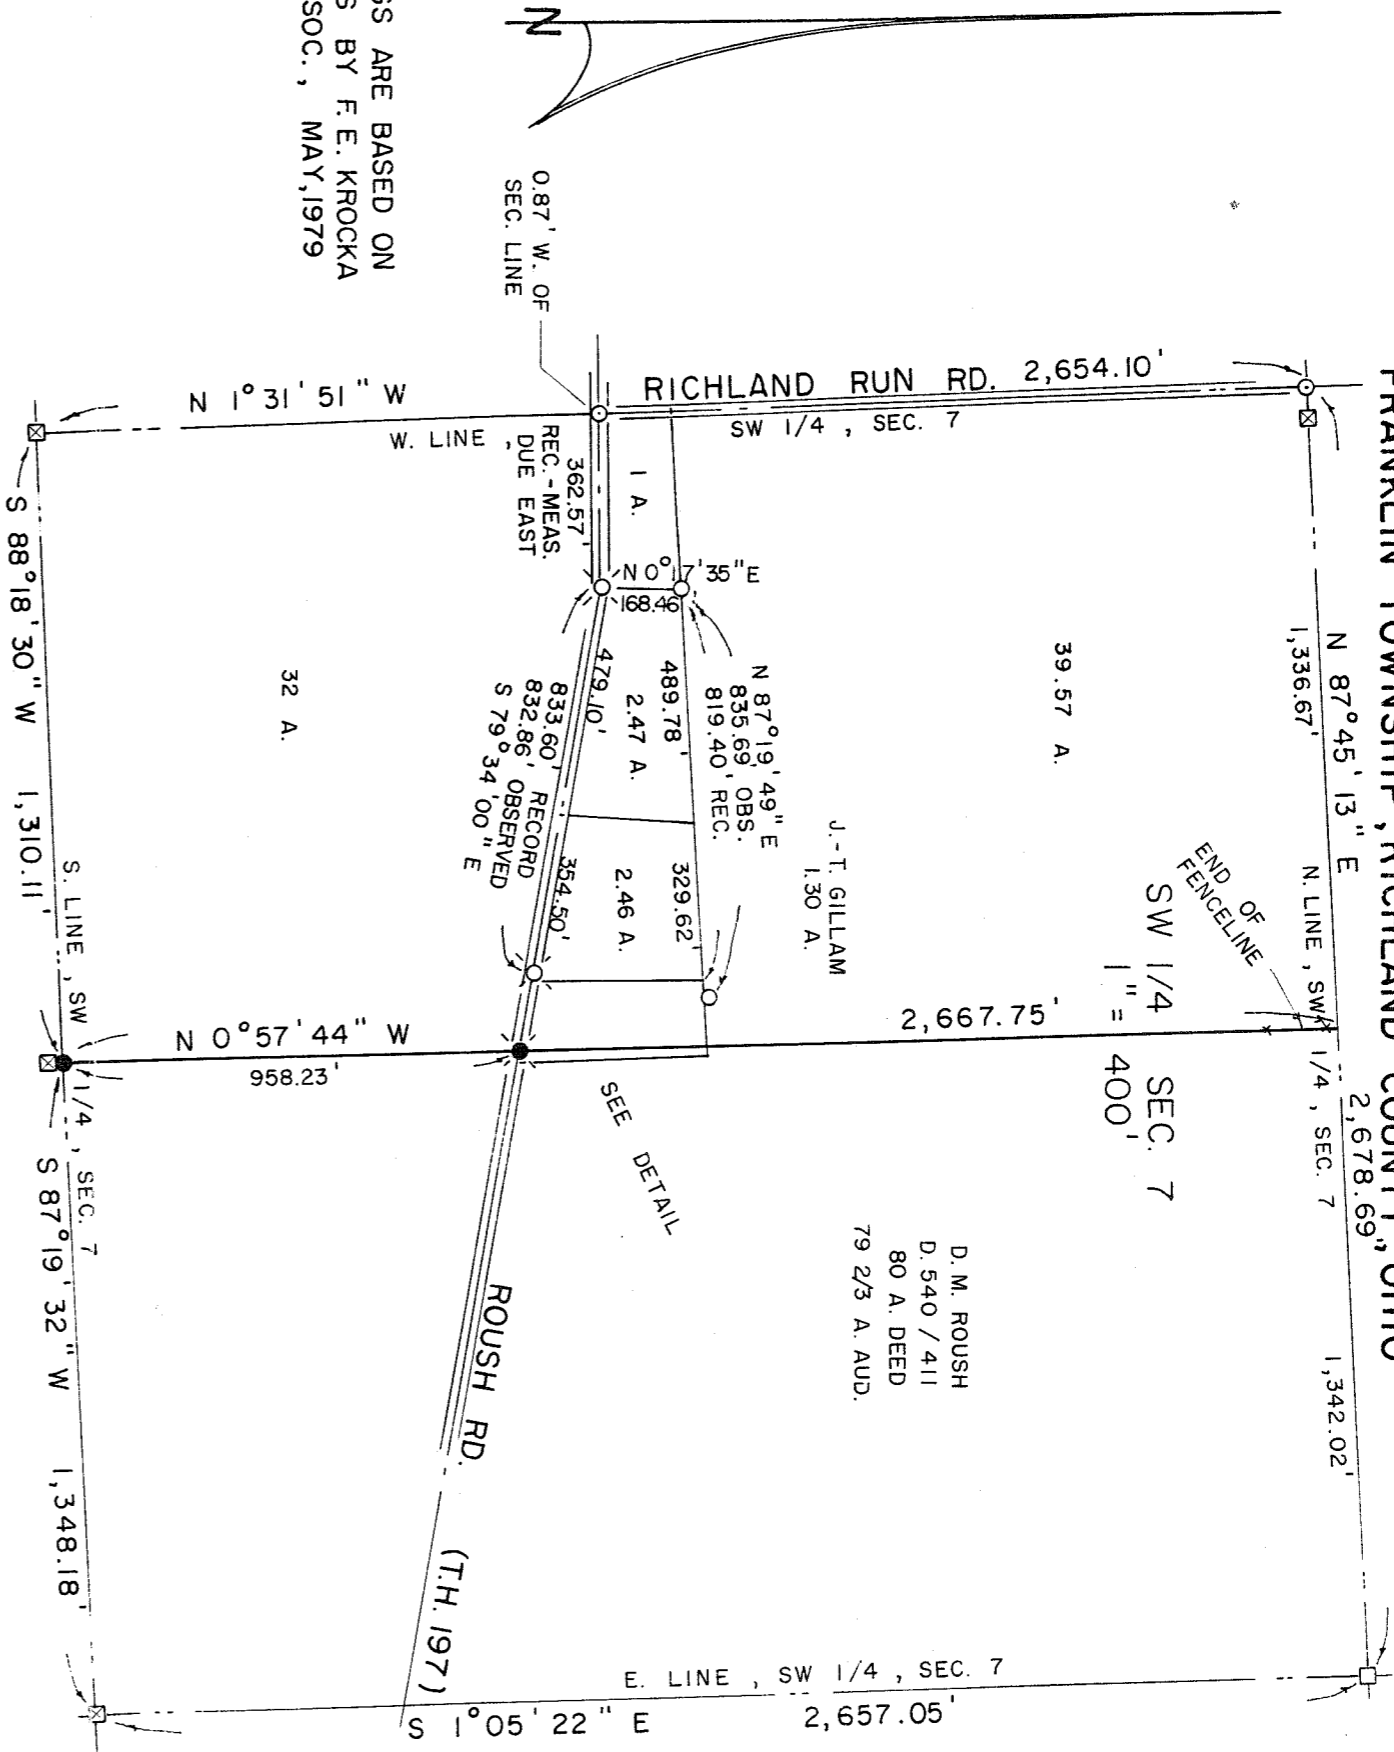 FRANKLIN TOWNSHIP, RICHLAND COUNTY, OHIO
N
GS ARE BASED ON
S BY F. E. KROCKA
SOC., MAY, 1979
0.87' W. OF
SEC. LINE
N 1°31'51" W
RICHLAND RUN RD. 2,654.10'
W. LINE , SW 1/4 , SEC. 7
N 87°45'13" E 2,678.69'
1,336.67'
N. LINE , SW 1/4 , SEC. 7
1,342.02'
END OF
FENCELINE
SW 1/4 SEC. 7
1" = 400'
39.57 A.
J.-T. GILLAM
1.30 A.
N 87°19'49" E
835.69' OBS.
819.40' REC.
1 A.
362.57'
REC.-MEAS.
DUE EAST
N 0°17'35" E
168.46
489.78'
2.47 A.
479.10'
329.62'
2.46 A.
354.50'
833.60' RECORD
832.86' OBSERVED
S 79°34'00" E
32 A.
N 0°57'44" W
958.23'
2,667.75'
SEE DETAIL
D. M. ROUSH
D. 540 / 411
80 A. DEED
79 2/3 A. AUD.
ROUSH RD. (T.H. 197)
E. LINE , SW 1/4 , SEC. 7
S 1°05'22" E 2,657.05'
S. LINE , SW 1/4 , SEC. 7
S 88°18'30" W 1,310.11'
S 87°19'32" W 1,348.18'